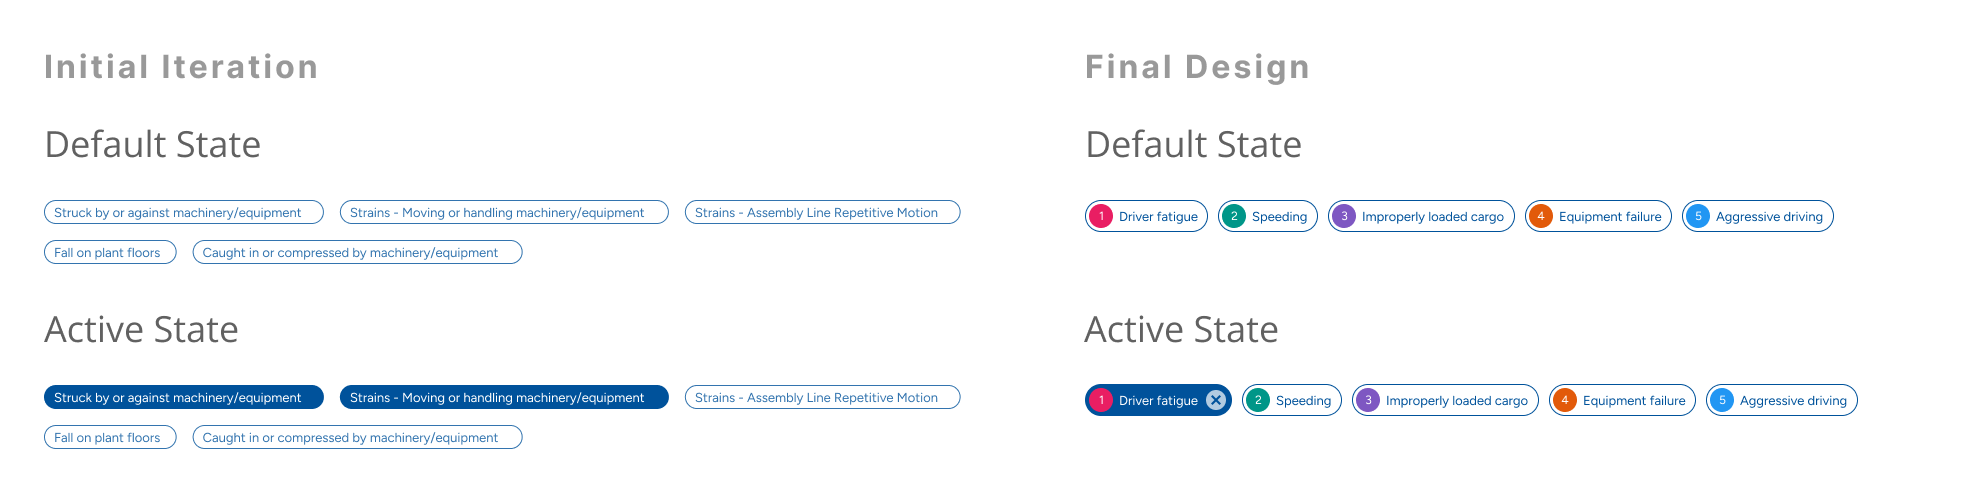 Initial Iteration
Default State
Struck by or against machinery/equipment
Strains - Moving or handling machinery/equipment
Strains - Assembly Line Repetitive Motion
Fall on plant floors
Caught in or compressed by machinery/equipment
Active State
Struck by or against machinery/equipment
Strains - Moving or handling machinery/equipment
Strains - Assembly Line Repetitive Motion
Fall on plant floors
Caught in or compressed by machinery/equipment
Final Design
Default State
1 Driver fatigue
2 Speeding
3 Improperly loaded cargo
4 Equipment failure
5 Aggressive driving
Active State
1 Driver fatigue
2 Speeding
3 Improperly loaded cargo
4 Equipment failure
5 Aggressive driving